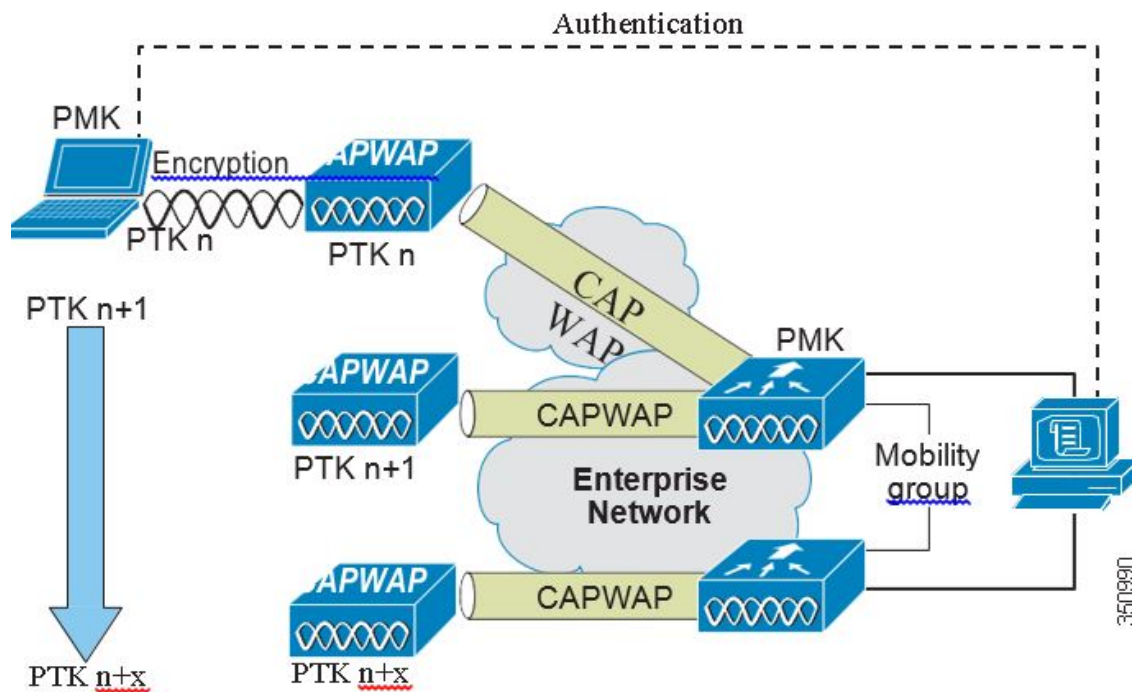 Authentication
PMK
Encryption
CAPWAP
PTK n
PTK n
CAP
WAP
PTK n+1
PMK
CAPWAP
CAPWAP
PTK n+1
Mobility
group
Enterprise
Network
CAPWAP
CAPWAP
PTK n+x
PTK n+x
350990